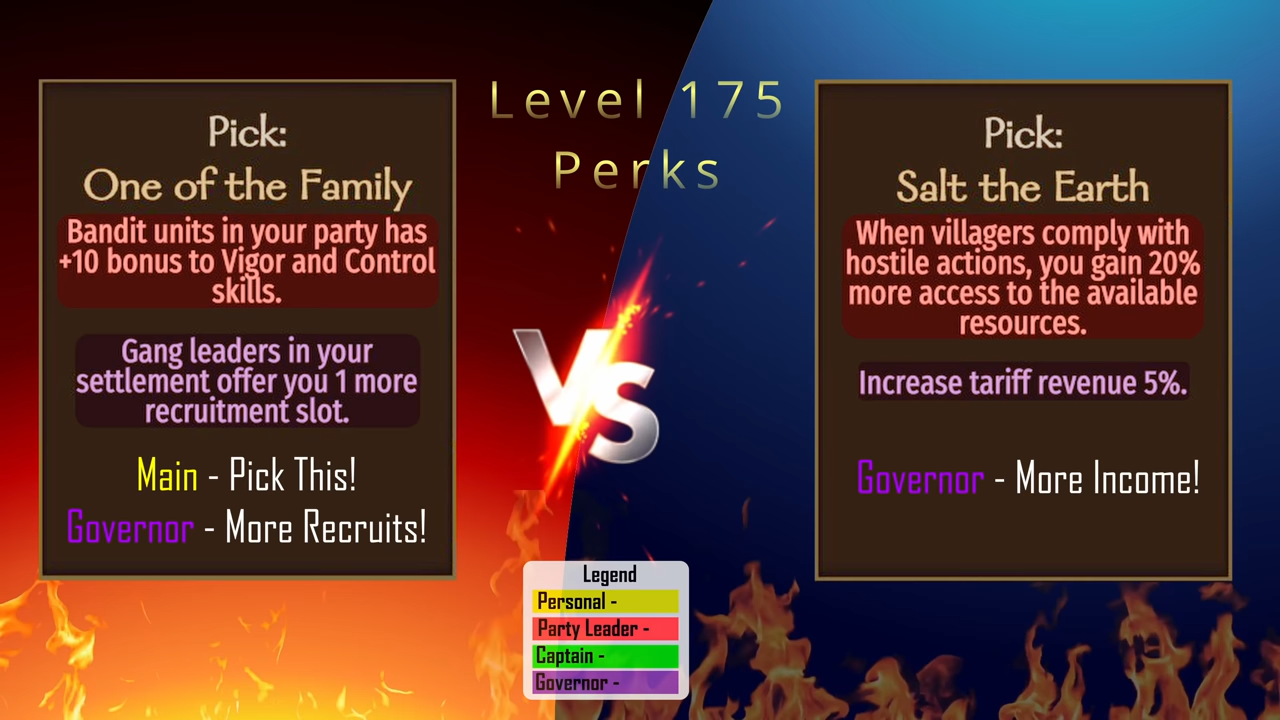 Level 175
Perks
Pick:
One of the Family
Bandit units in your party has
+10 bonus to Vigor and Control
skills.
Gang leaders in your
settlement offer you 1 more
recruitment slot.
Main - Pick This!
Governor - More Recruits!
VS
Pick:
Salt the Earth
When villagers comply with
hostile actions, you gain 20%
more access to the available
resources.
Increase tariff revenue 5%.
Governor - More Income!
Legend
Personal -
Party Leader -
Captain -
Governor -